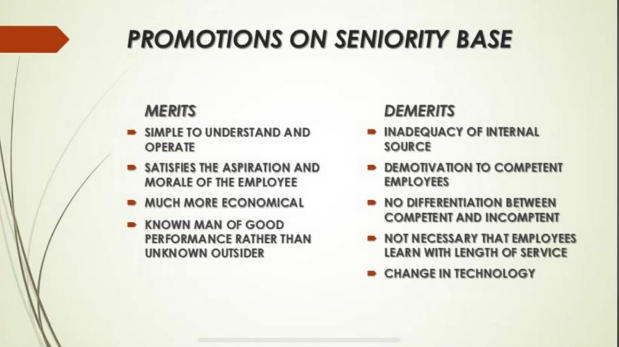 PROMOTIONS ON SENIORITY BASE
MERITS
SIMPLE TO UNDERSTAND AND
OPERATE
SATISFIES THE ASPIRATION AND
MORALE OF THE EMPLOYEE
MUCH MORE ECONOMICAL
KNOWN MAN OF GOOD
PERFORMANCE RATHER THAN
UNKNOWN OUTSIDER
DEMERITS
INADEQUACY OF INTERNAL
SOURCE
DEMOTIVATION TO COMPETENT
EMPLOYEES
NO DIFFERENTIATION BETWEEN
COMPETENT AND INCOMPTENT
NOT NECESSARY THAT EMPLOYEES
LEARN WITH LENGTH OF SERVICE
CHANGE IN TECHNOLOGY